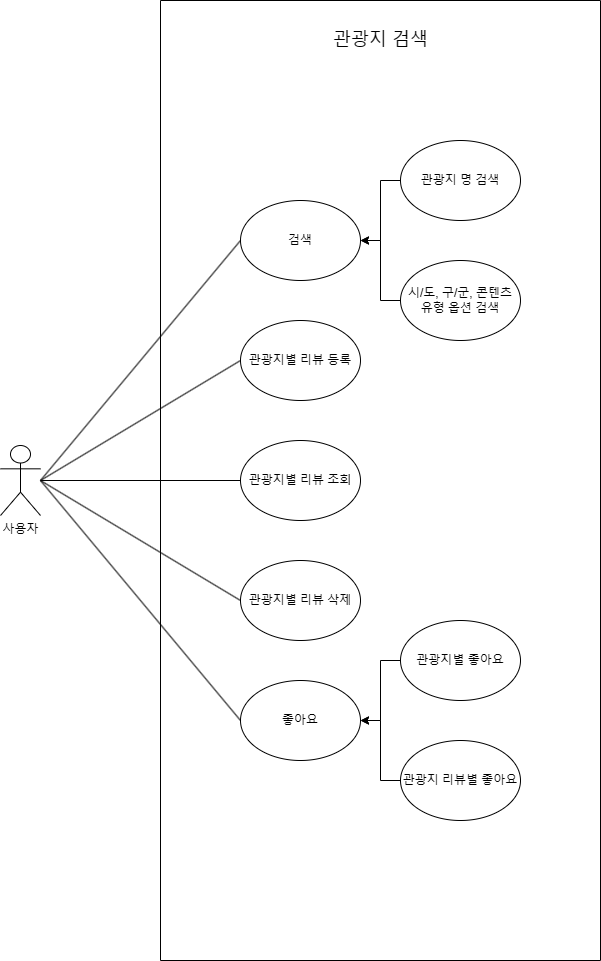 관광지 검색
관광지 명 검색
검색
시/도, 구/군, 콘텐츠
유형 옵션 검색
관광지별 리뷰 등록
관광지별 리뷰 조회
사용자
관광지별 리뷰 삭제
관광지별 좋아요
좋아요
관광지 리뷰별 좋아요